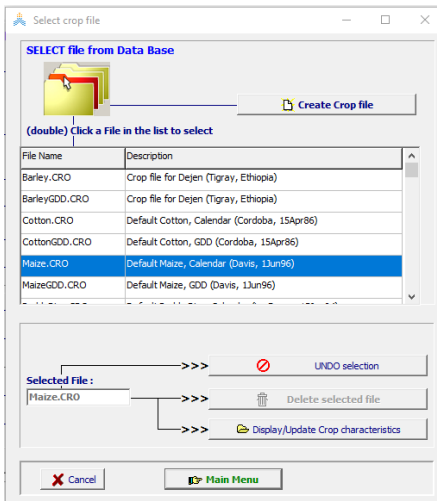 Select crop file
SELECT file from Data Base
Create Crop file
(double) Click a File in the list to select
File Name Description
Barley.CRO Crop file for Dejen (Tigray, Ethiopia)
BarleyGDD.CRO Crop file for Dejen (Tigray, Ethiopia)
Cotton.CRO Default Cotton, Calendar (Cordoba, 15Apr86)
CottonGDD.CRO Default Cotton, GDD (Cordoba, 15Apr86)
Maize.CRO Default Maize, Calendar (Davis, 1Jun96)
MaizeGDD.CRO Default Maize, GDD (Davis, 1Jun96)
>>> UNDO selection
Selected File :
Maize.CRO
>>> Delete selected file
>>> Display/Update Crop characteristics
Cancel
Main Menu